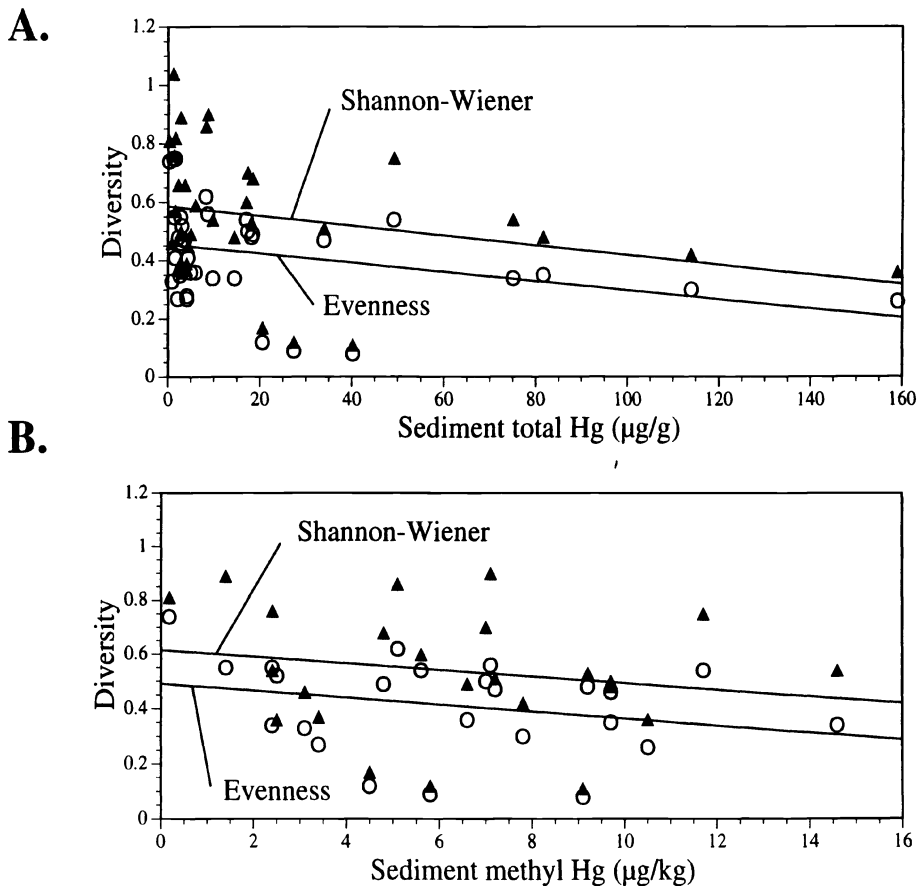 A.
1.2
1
0.8
0.6
0.4
0.2
0
Diversity
Shannon-Wiener
Evenness
0 20 40 60 80 100 120 140 160
Sediment total Hg (μg/g)
B.
1.2
1
0.8
0.6
0.4
0.2
0
Diversity
Shannon-Wiener
Evenness
0 2 4 6 8 10 12 14 16
Sediment methyl Hg (μg/kg)